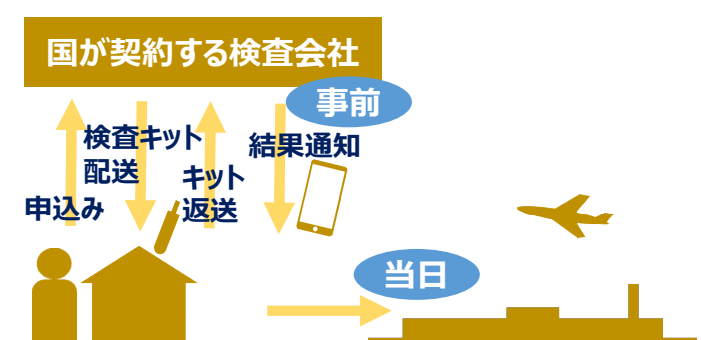 国が契約する検査会社
事前
検査キット
配送
結果通知
キット
返送
申込み
当日